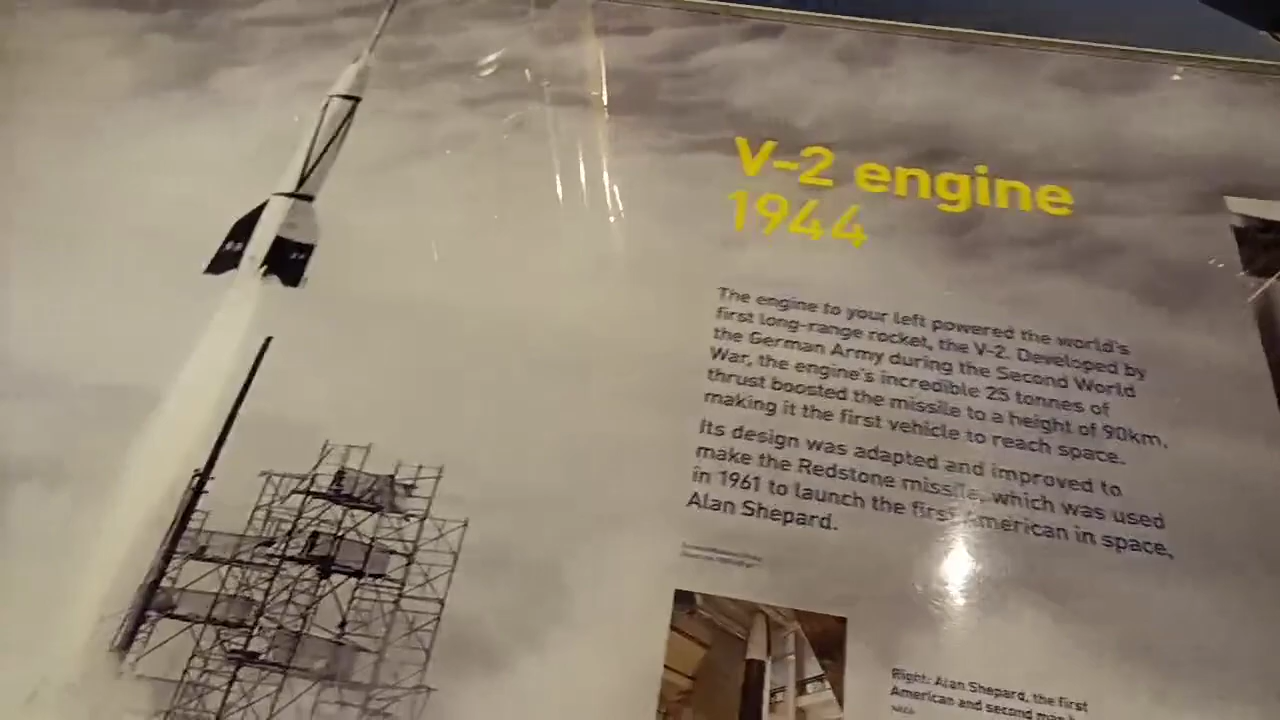 V-2 engine
1944
The engine to your left powered the world's
first long-range rocket, the V-2. Developed by
the German Army during the Second World
War, the engine's incredible 25 tonnes of
thrust boosted the missile to a height of 90km,
making it the first vehicle to reach space.
Its design was adapted and improved to
make the Redstone missile, which was used
in 1961 to launch the first American in space,
Alan Shepard.
Right: Alan Shepard, the first
American and second man